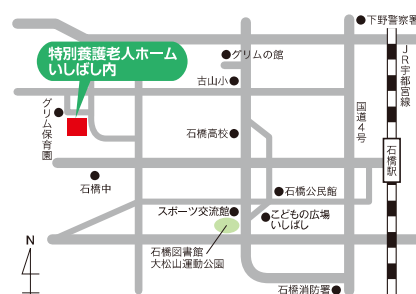 下野警察署
グリムの館
特別養護老人ホーム
いしばし内
古山小
JR宇都宮線
グリム保育園
国道4号
石橋高校
石橋駅
石橋中
石橋公民館
スポーツ交流館
こどもの広場
いしばし
石橋図書館
大松山運動公園
N
石橋消防署